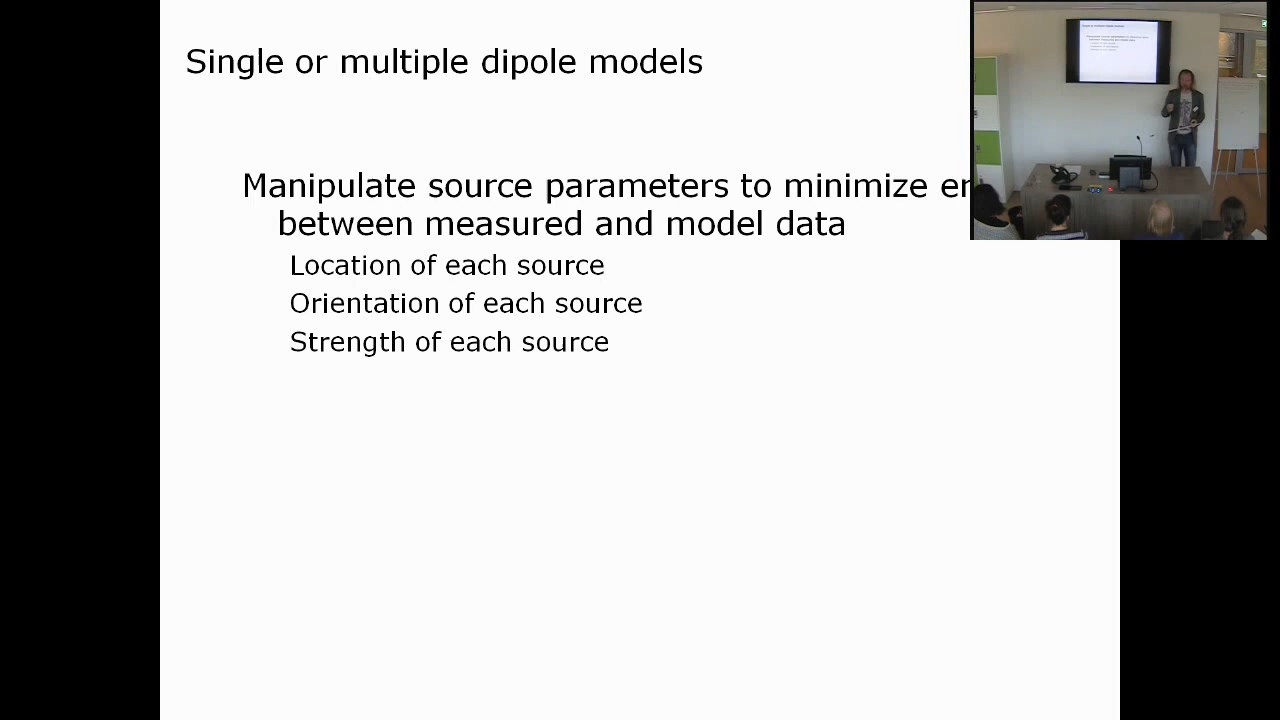 Single or multiple dipole models
Manipulate source parameters to minimize
between measured and model data
Location of each source
Orientation of each source
Strength of each source